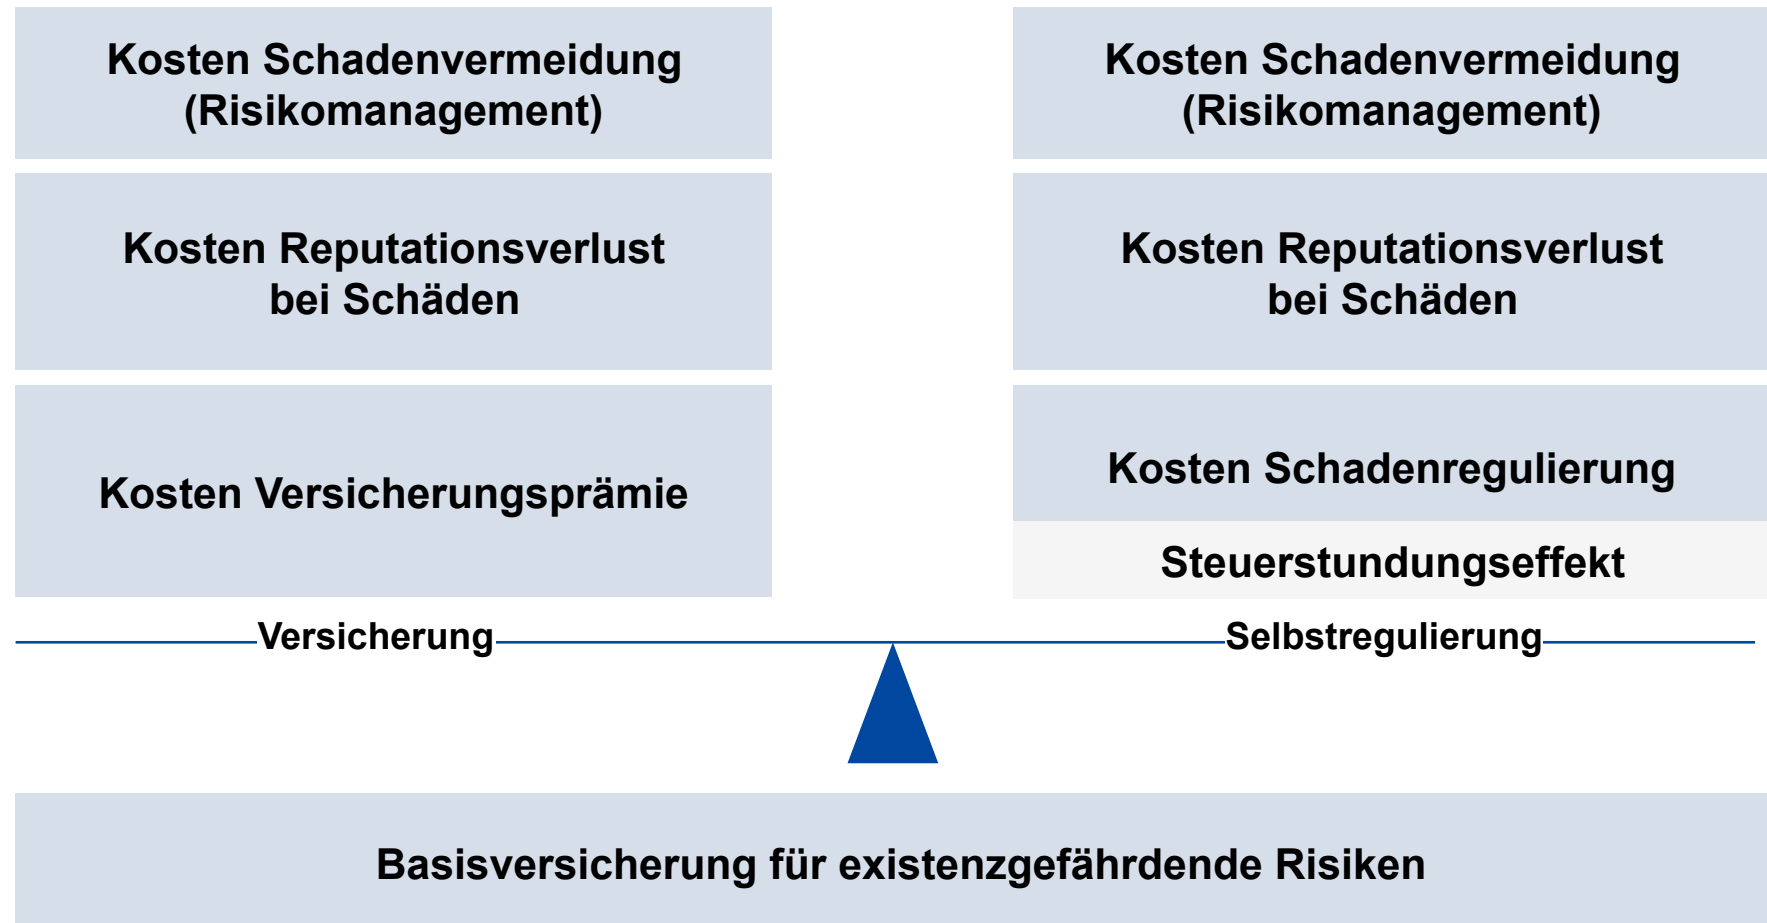 Kosten Schadenvermeidung
(Risikomanagement)
Kosten Reputationsverlust
bei Schäden
Kosten Versicherungsprämie
Versicherung
Kosten Schadenvermeidung
(Risikomanagement)
Kosten Reputationsverlust
bei Schäden
Kosten Schadenregulierung
Steuerstundungseffekt
Selbstregulierung
Basisversicherung für existenzgefährdende Risiken